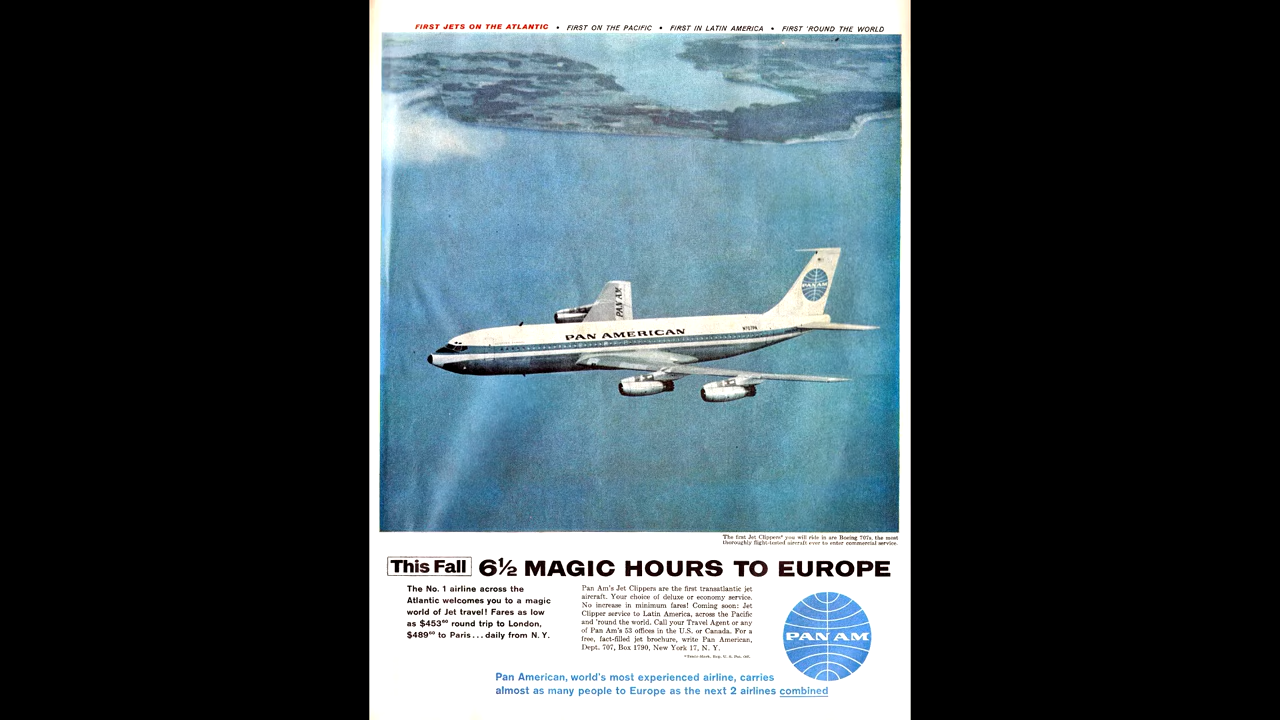 FIRST JETS ON THE ATLANTIC • FIRST ON THE PACIFIC • FIRST IN LATIN AMERICA • FIRST 'ROUND THE WORLD
PAN AM
PAN AM
PAN AMERICAN
N707PA
The first Jet Clippers* you will ride in are Boeing 707s, the most
thoroughly flight-tested aircraft ever to enter commercial service.
This Fall 6½ MAGIC HOURS TO EUROPE
The No. 1 airline across the
Atlantic welcomes you to a magic
world of Jet travel! Fares as low
as $453⁶⁰ round trip to London,
$489⁶⁰ to Paris...daily from N. Y.
Pan Am's Jet Clippers are the first transatlantic jet
aircraft. Your choice of deluxe or economy service.
No increase in minimum fares! Coming soon: Jet
Clipper service to Latin America, across the Pacific
and 'round the world. Call your Travel Agent or any
of Pan Am's 53 offices in the U.S. or Canada. For a
free, fact-filled jet brochure, write Pan American,
Dept. 707, Box 1790, New York 17, N. Y.
*Trade-Mark, Reg. U. S. Pat. Off.
PAN AM
Pan American, world's most experienced airline, carries
almost as many people to Europe as the next 2 airlines combined